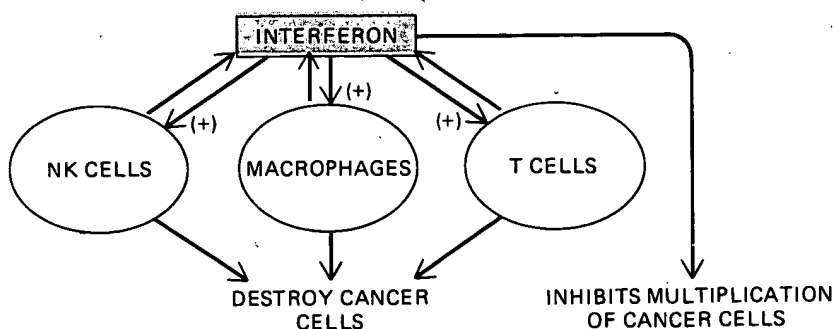 INTERFERON
(+)
(+)
(+)
NK CELLS
MACROPHAGES
T CELLS
DESTROY CANCER
CELLS
INHIBITS MULTIPLICATION
OF CANCER CELLS